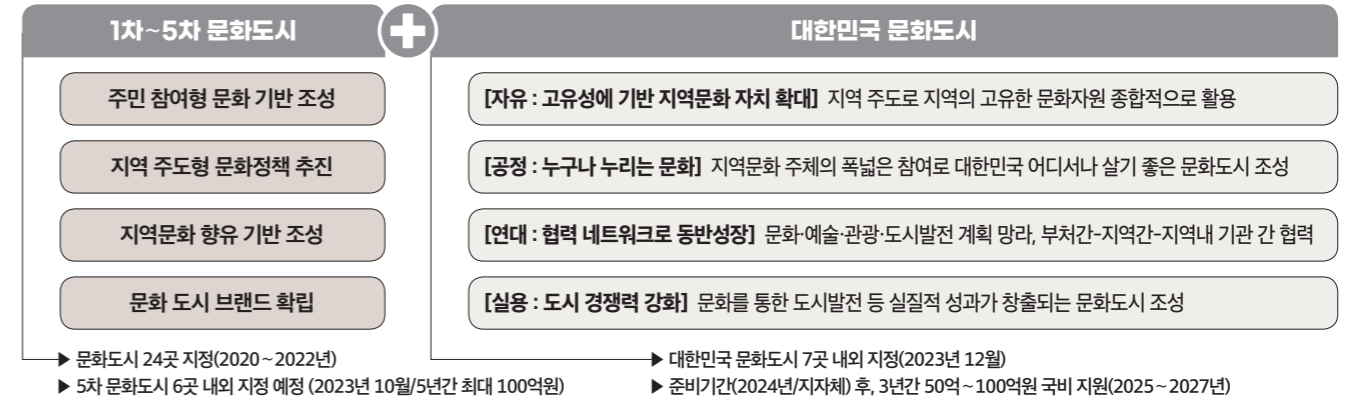 1차~5차 문화도시
주민 참여형 문화 기반 조성
지역 주도형 문화정책 추진
지역문화 향유 기반 조성
문화 도시 브랜드 확립
▶ 문화도시 24곳 지정(2020~2022년)
▶ 5차 문화도시 6곳 내외 지정 예정 (2023년 10월/5년간 최대 100억원)
대한민국 문화도시
[자유 : 고유성에 기반 지역문화 자치 확대] 지역 주도로 지역의 고유한 문화자원 종합적으로 활용
[공정 : 누구나 누리는 문화] 지역문화 주체의 폭넓은 참여로 대한민국 어디서나 살기 좋은 문화도시 조성
[연대 : 협력 네트워크로 동반성장] 문화·예술·관광·도시발전 계획 망라, 부처간-지역간-지역내 기관 간 협력
[실용 : 도시 경쟁력 강화] 문화를 통한 도시발전 등 실질적 성과가 창출되는 문화도시 조성
▶ 대한민국 문화도시 7곳 내외 지정(2023년 12월)
▶ 준비기간(2024년/지자체) 후, 3년간 50억~100억원 국비 지원(2025~2027년)